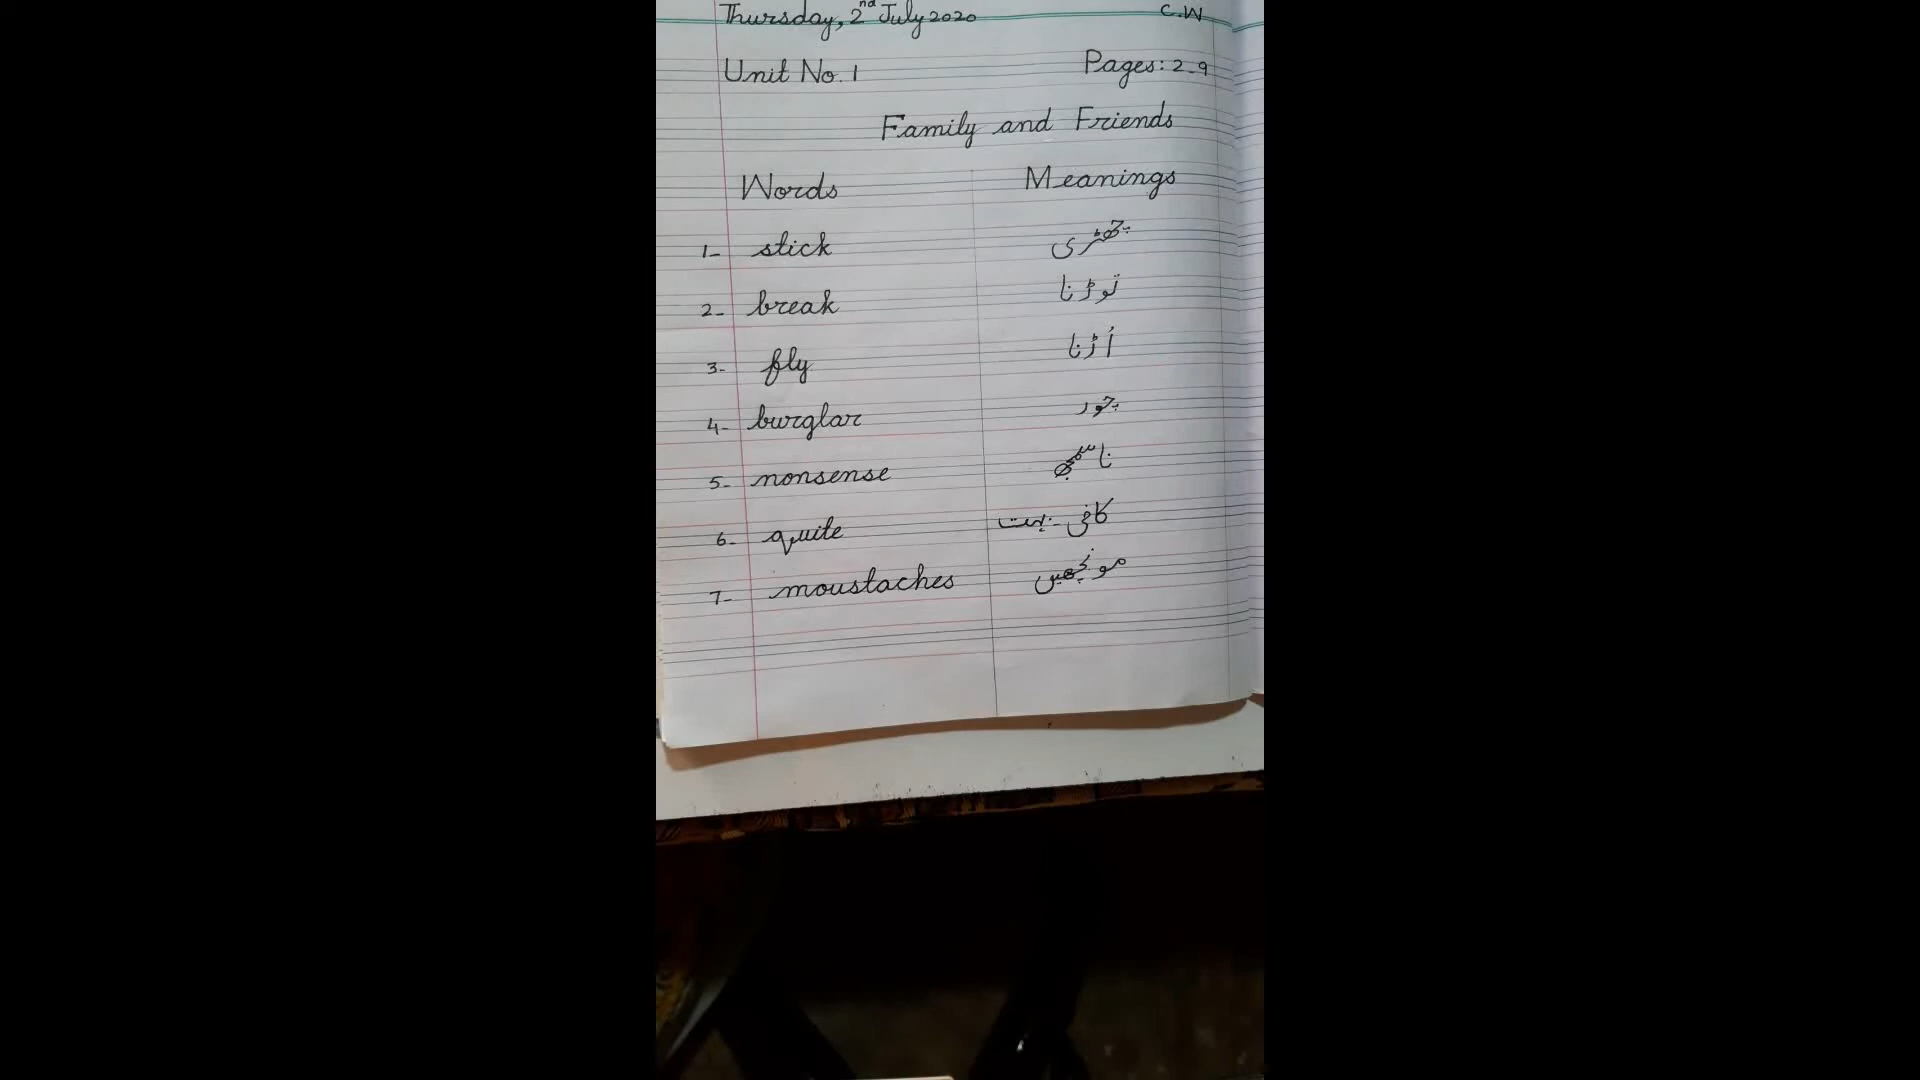 Thursday, 2nd July 2020 C.W
Unit No. 1 Pages: 2-9
Family and Friends
Words Meanings
1- stick چھڑی
2- break توڑنا
3- fly اُڑنا
4- burglar چور
5- nonsense ناسمجھ
6- quite کافی - بہت
7- moustaches مونچھیں